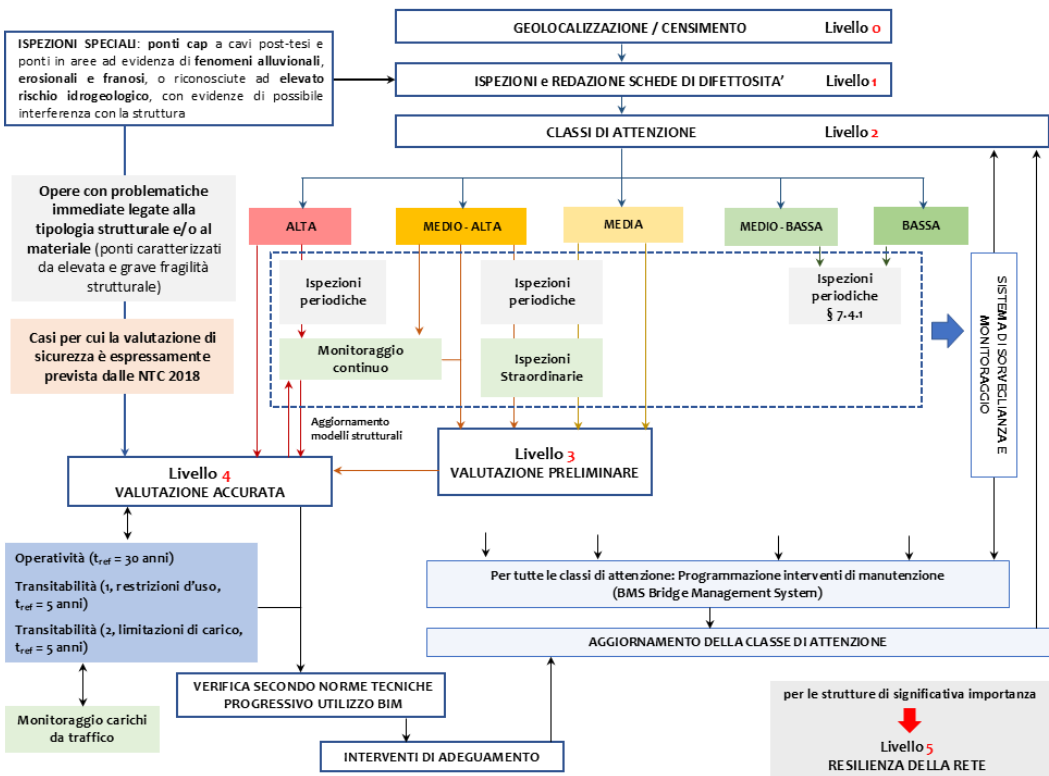 ISPEZIONI SPECIALI: ponti cap a cavi post-tesi e
ponti in aree ad evidenza di fenomeni alluvionali,
erosionali e franosi, o riconosciute ad elevato
rischio idrogeologico, con evidenze di possibile
interferenza con la struttura
GEOLOCALIZZAZIONE / CENSIMENTO Livello 0
ISPEZIONI e REDAZIONE SCHEDE DI DIFETTOSITA’ Livello 1
CLASSI DI ATTENZIONE Livello 2
Opere con problematiche
immediate legate alla
tipologia strutturale e/o al
materiale (ponti caratterizzati
da elevata e grave fragilità
strutturale)
Casi per cui la valutazione di
sicurezza è espressamente
prevista dalle NTC 2018
ALTA
MEDIO - ALTA
MEDIA
MEDIO - BASSA
BASSA
Ispezioni
periodiche
Ispezioni
periodiche
Ispezioni
periodiche
§ 7.4.1
Monitoraggio
continuo
Ispezioni
Straordinarie
SISTEMA DI SORVEGLIANZA E
MONITORAGGIO
Aggiornamento
modelli strutturali
Livello 3
VALUTAZIONE PRELIMINARE
Livello 4
VALUTAZIONE ACCURATA
Operatività (tref = 30 anni)
Transitabilità (1, restrizioni d’uso,
tref = 5 anni)
Transitabilità (2, limitazioni di carico,
tref = 5 anni)
Monitoraggio carichi
da traffico
Per tutte le classi di attenzione: Programmazione interventi di manutenzione
(BMS Bridge Management System)
AGGIORNAMENTO DELLA CLASSE DI ATTENZIONE
VERIFICA SECONDO NORME TECNICHE
PROGRESSIVO UTILIZZO BIM
INTERVENTI DI ADEGUAMENTO
per le strutture di significativa importanza
Livello 5
RESILIENZA DELLA RETE